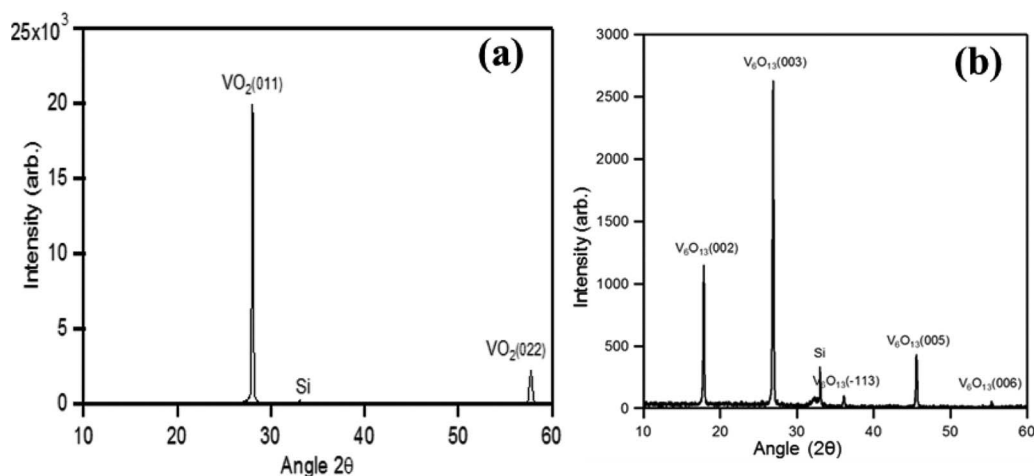 (a)
25x10³
20
15
10
5
0
Intensity (arb.)
VO₂(011)
Si
VO₂(022)
10 20 30 40 50 60
Angle 2θ
(b)
3000
2500
2000
1500
1000
500
0
Intensity (arb.)
V₆O₁₃(003)
V₆O₁₃(002)
Si
V₆O₁₃(-113)
V₆O₁₃(005)
V₆O₁₃(006)
10 20 30 40 50 60
Angle (2θ)